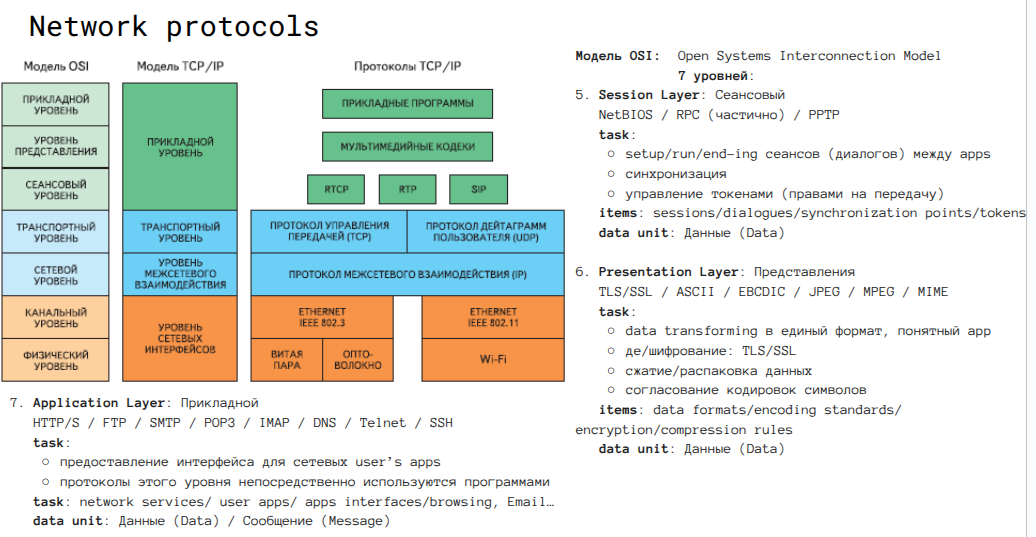 Network protocols
Модель OSI
Модель TCP/IP
Протоколы TCP/IP
ПРИКЛАДНОЙ
УРОВЕНЬ
УРОВЕНЬ
ПРЕДСТАВЛЕНИЯ
СЕАНСОВЫЙ
УРОВЕНЬ
ТРАНСПОРТНЫЙ
УРОВЕНЬ
СЕТЕВОЙ
УРОВЕНЬ
КАНАЛЬНЫЙ
УРОВЕНЬ
ФИЗИЧЕСКИЙ
УРОВЕНЬ
ПРИКЛАДНОЙ
УРОВЕНЬ
ТРАНСПОРТНЫЙ
УРОВЕНЬ
УРОВЕНЬ
МЕЖСЕТЕВОГО
ВЗАИМОДЕЙСТВИЯ
УРОВЕНЬ
СЕТЕВЫХ
ИНТЕРФЕЙСОВ
ПРИКЛАДНЫЕ ПРОГРАММЫ
МУЛЬТИМЕДИЙНЫЕ КОДЕКИ
RTCP
RTP
SIP
ПРОТОКОЛ УПРАВЛЕНИЯ
ПЕРЕДАЧЕЙ (TCP)
ПРОТОКОЛ ДЕЙТАГРАММ
ПОЛЬЗОВАТЕЛЯ (UDP)
ПРОТОКОЛ МЕЖСЕТЕВОГО ВЗАИМОДЕЙСТВИЯ (IP)
ETHERNET
IEEE 802.3
ETHERNET
IEEE 802.11
ВИТАЯ
ПАРА
ОПТО-
ВОЛОКНО
Wi-Fi
7. Application Layer: Прикладной
HTTP/S / FTP / SMTP / POP3 / IMAP / DNS / Telnet / SSH
task:
○ предоставление интерфейса для сетевых user's apps
○ протоколы этого уровня непосредственно используются программами
task: network services/ user apps/ apps interfaces/browsing, Email…
data unit: Данные (Data) / Сообщение (Message)
Модель OSI: Open Systems Interconnection Model
7 уровней:
5. Session Layer: Сеансовый
NetBIOS / RPC (частично) / PPTP
task:
○ setup/run/end-ing сеансов (диалогов) между apps
○ синхронизация
○ управление токенами (правами на передачу)
items: sessions/dialogues/synchronization points/tokens
data unit: Данные (Data)
6. Presentation Layer: Представления
TLS/SSL / ASCII / EBCDIC / JPEG / MPEG / MIME
task:
○ data transforming в единый формат, понятный app
○ де/шифрование: TLS/SSL
○ сжатие/распаковка данных
○ согласование кодировок символов
items: data formats/encoding standards/
encryption/compression rules
data unit: Данные (Data)